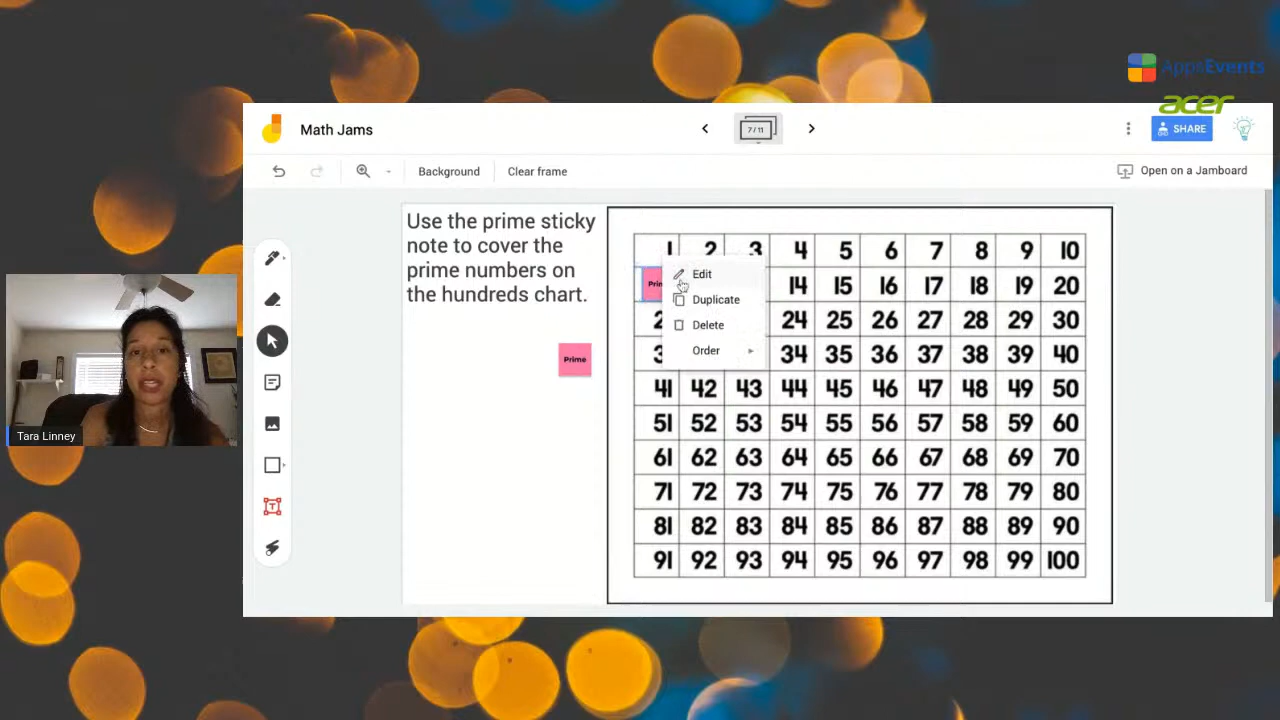 AppsEvents
acer
Math Jams
7 / 11
SHARE
Background
Clear frame
Open on a Jamboard
Use the prime sticky
note to cover the
prime numbers on
the hundreds chart.
Prime
Tara Linney
1 2 3 4 5 6 7 8 9 10
14 15 16 17 18 19 20
24 25 26 27 28 29 30
34 35 36 37 38 39 40
41 42 43 44 45 46 47 48 49 50
51 52 53 54 55 56 57 58 59 60
61 62 63 64 65 66 67 68 69 70
71 72 73 74 75 76 77 78 79 80
81 82 83 84 85 86 87 88 89 90
91 92 93 94 95 96 97 98 99 100
Edit
Duplicate
Delete
Order
T